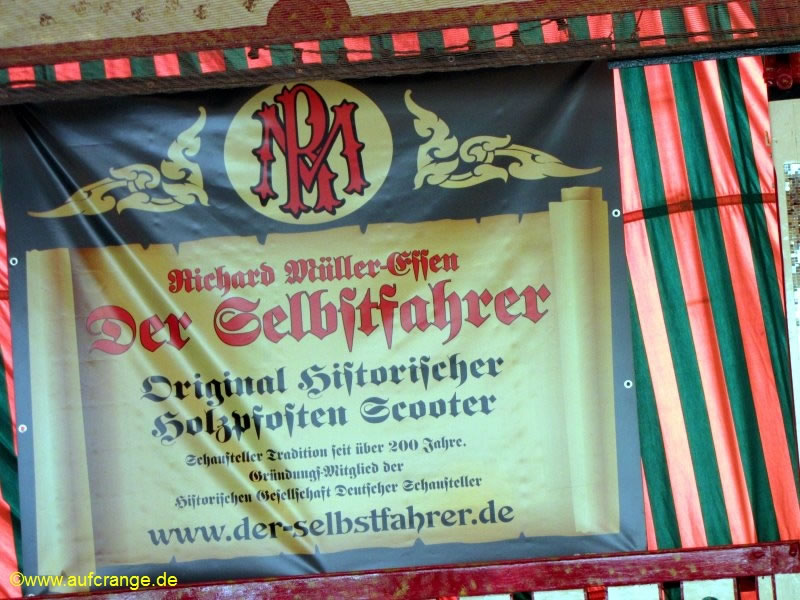 RM
Richard Müller-Essen
Der Selbstfahrer
Original Historischer
Holzpfosten Scooter
Schausteller Tradition seit über 200 Jahre.
Gründungs-Mitglied der
Historischen Gesellschaft Deutscher Schausteller
www.der-selbstfahrer.de
©www.aufcrange.de